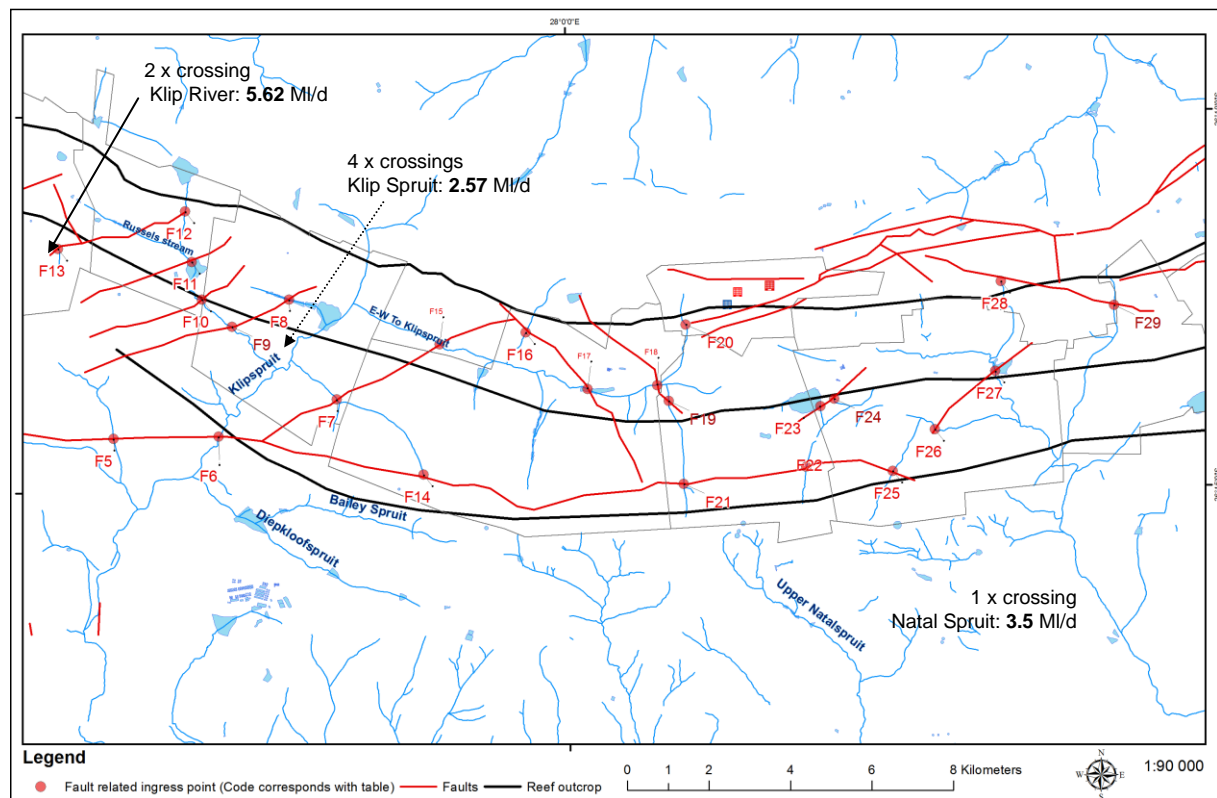 28°0'0"E
2 x crossing
Klip River: 5.62 Ml/d
4 x crossings
Klip Spruit: 2.57 Ml/d
F12
Russels stream
F13
F11
F10
F8
F9
E-W To Klipspruit
F15
F16
F17
F18
F20
F28
F29
Klipspruit
F7
F19
F23
F24
F27
F5
F6
F14
F22
F26
F21
F25
Bailey Spruit
Diepkloofspruit
Upper Natalspruit
1 x crossing
Natal Spruit: 3.5 Ml/d
Legend
Fault related ingress point (Code corresponds with table)
Faults
Reef outcrop
0 1 2 4 6 8 Kilometers
N
W E
S
1:90 000